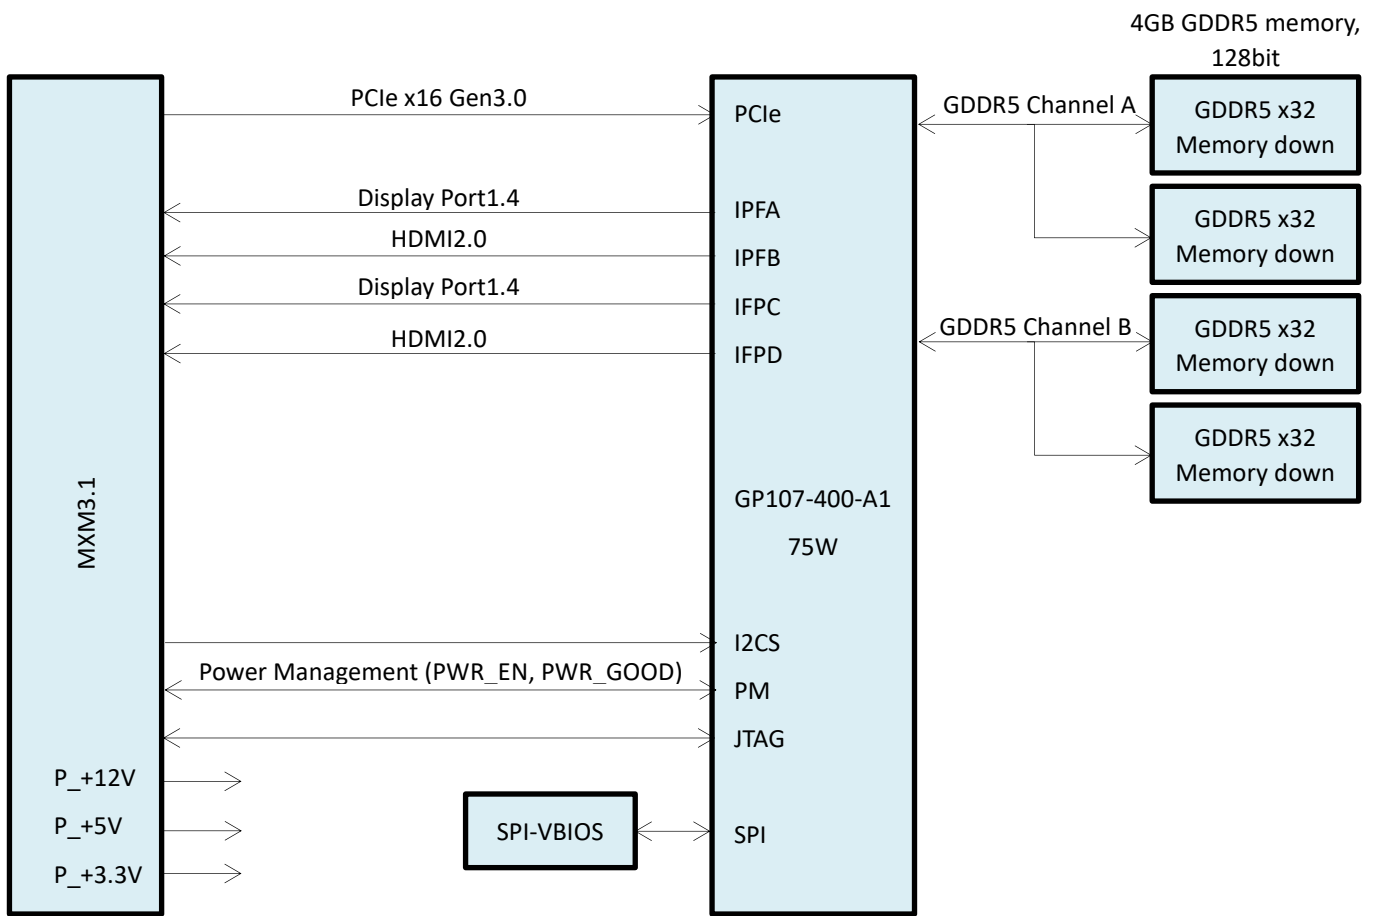 4GB GDDR5 memory,
128bit
PCIe x16 Gen3.0
PCIe
GDDR5 Channel A
GDDR5 x32
Memory down
Display Port1.4
IPFA
GDDR5 x32
Memory down
HDMI2.0
IPFB
Display Port1.4
IFPC
GDDR5 Channel B
GDDR5 x32
Memory down
HDMI2.0
IFPD
GDDR5 x32
Memory down
MXM3.1
GP107-400-A1
75W
I2CS
Power Management (PWR_EN, PWR_GOOD)
PM
JTAG
P_+12V
P_+5V
SPI-VBIOS
SPI
P_+3.3V